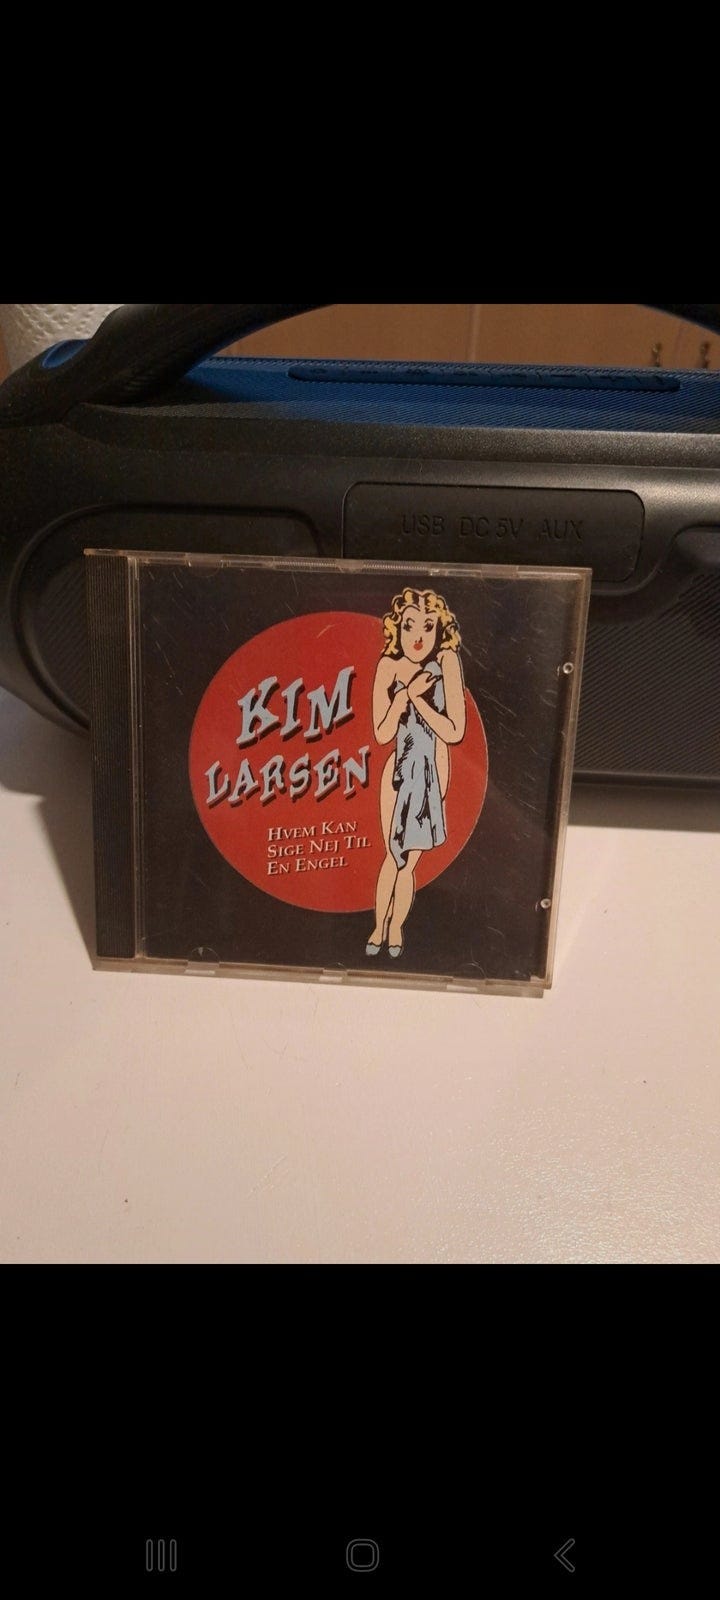 USB DC 5V AUX
KIM
LARSEN
HVEM KAN
SIGE NEJ TIL
EN ENGEL